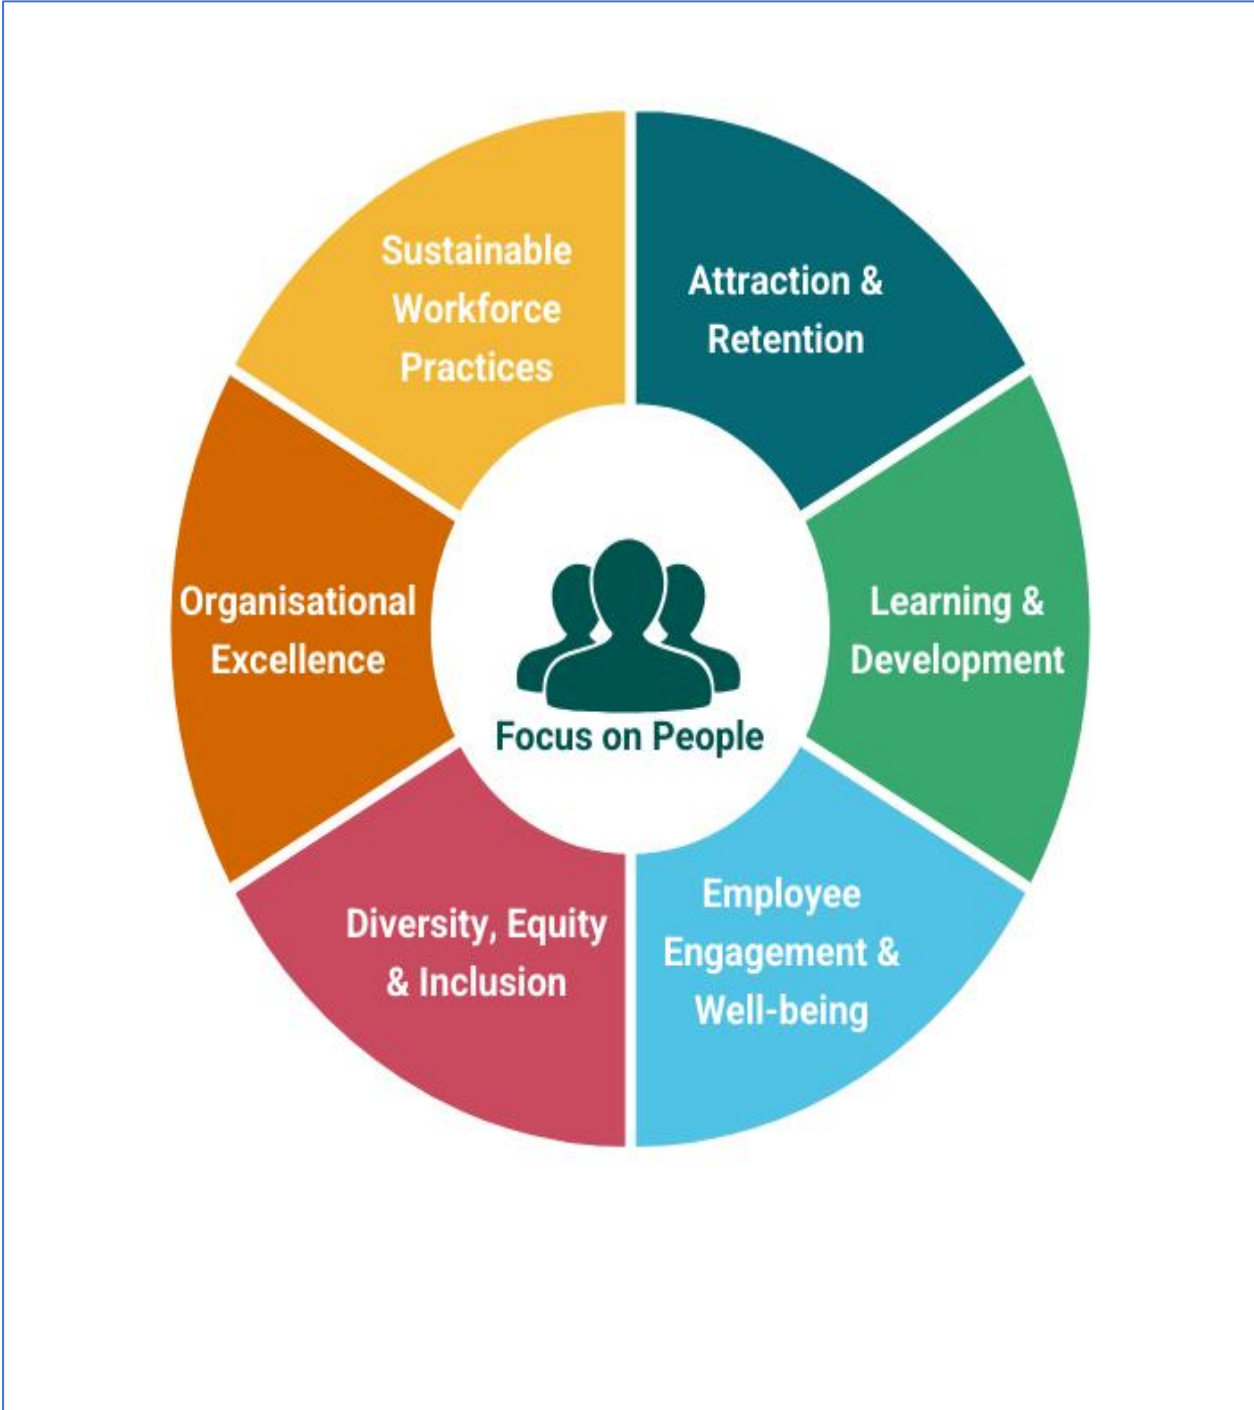 Sustainable
Workforce
Practices
Attraction &
Retention
Organisational
Excellence
Learning &
Development
Focus on People
Diversity, Equity
& Inclusion
Employee
Engagement &
Well-being